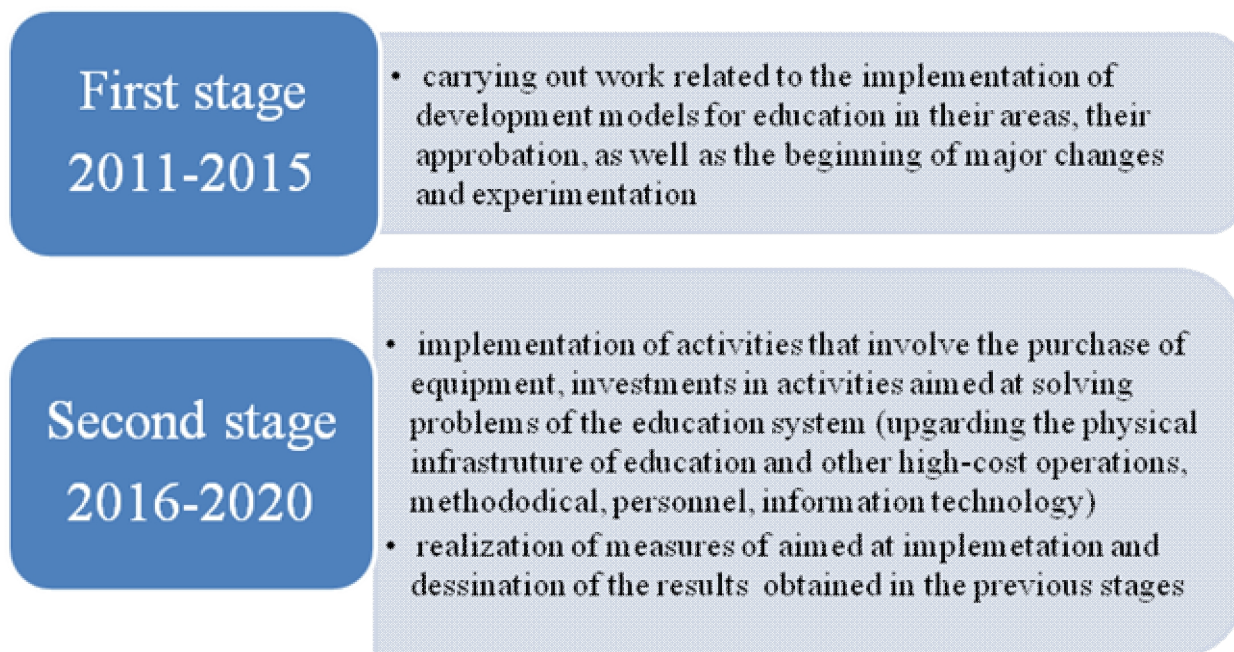 First stage
2011-2015
• carrying out work related to the implementation of
development models for education in their areas, their
approbation, as well as the beginning of major changes
and experimentation
Second stage
2016-2020
• implementation of activities that involve the purchase of
equipment, investments in activities aimed at solving
problems of the education system (upgarding the physical
infrastruture of education and other high-cost operations,
methododical, personnel, information technology)
• realization of measures of aimed at implemetation and
dessination of the results obtained in the previous stages